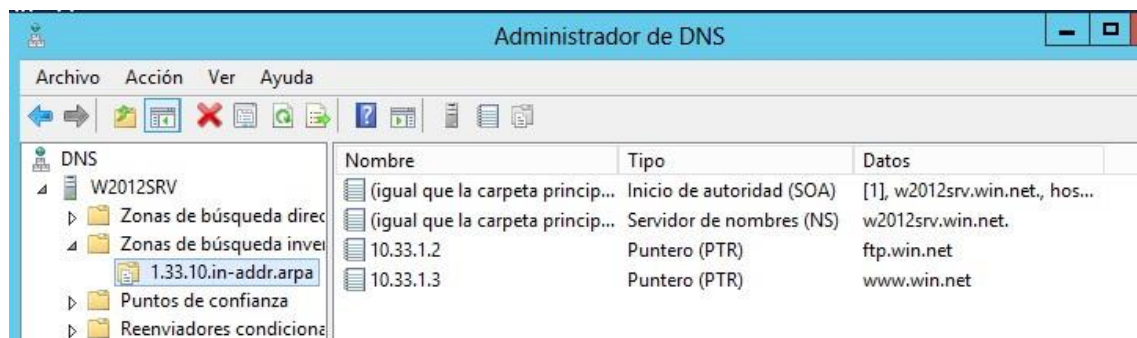 Administrador de DNS
Archivo Acción Ver Ayuda
DNS
W2012SRV
Zonas de búsqueda direc
Zonas de búsqueda inver
1.33.10.in-addr.arpa
Puntos de confianza
Reenviadores condiciona
Nombre Tipo Datos
(igual que la carpeta princip... Inicio de autoridad (SOA) [1], w2012srv.win.net., hos...
(igual que la carpeta princip... Servidor de nombres (NS) w2012srv.win.net.
10.33.1.2 Puntero (PTR) ftp.win.net
10.33.1.3 Puntero (PTR) www.win.net